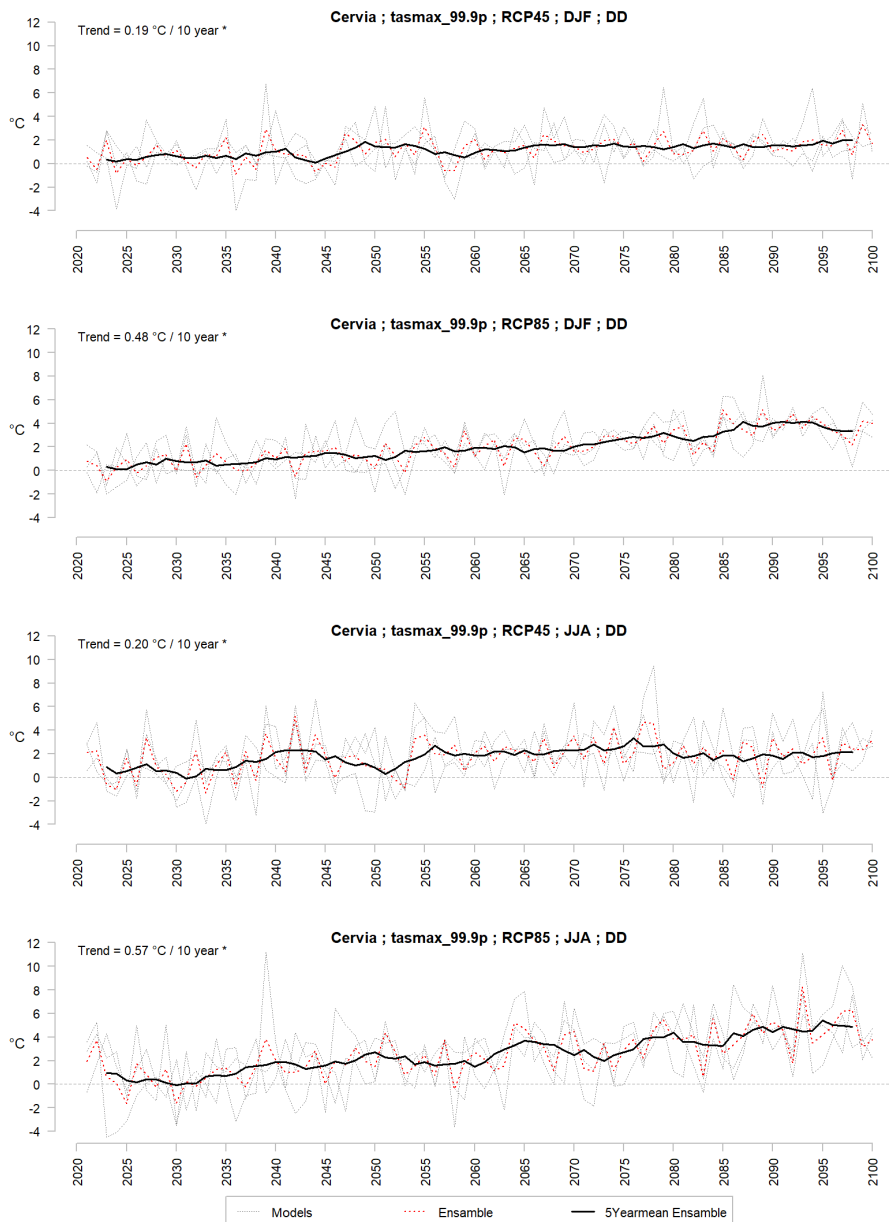 Cervia ; tasmax_99.9p ; RCP45 ; DJF ; DD
Trend = 0.19 °C / 10 year *
12
10
8
6
4
2
0
-2
-4
°C
2020 2025 2030 2035 2040 2045 2050 2055 2060 2065 2070 2075 2080 2085 2090 2095 2100
Cervia ; tasmax_99.9p ; RCP85 ; DJF ; DD
Trend = 0.48 °C / 10 year *
12
10
8
6
4
2
0
-2
-4
°C
2020 2025 2030 2035 2040 2045 2050 2055 2060 2065 2070 2075 2080 2085 2090 2095 2100
Cervia ; tasmax_99.9p ; RCP45 ; JJA ; DD
Trend = 0.20 °C / 10 year *
12
10
8
6
4
2
0
-2
-4
°C
2020 2025 2030 2035 2040 2045 2050 2055 2060 2065 2070 2075 2080 2085 2090 2095 2100
Cervia ; tasmax_99.9p ; RCP85 ; JJA ; DD
Trend = 0.57 °C / 10 year *
12
10
8
6
4
2
0
-2
-4
°C
2020 2025 2030 2035 2040 2045 2050 2055 2060 2065 2070 2075 2080 2085 2090 2095 2100
Models Ensamble 5Yearmean Ensamble